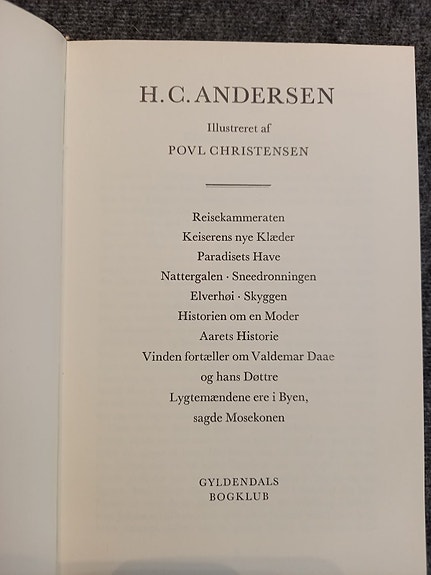 H. C. ANDERSEN
Illustreret af
POVL CHRISTENSEN
Reisekammeraten
Keiserens nye Klæder
Paradisets Have
Nattergalen · Sneedronningen
Elverhøi · Skyggen
Historien om en Moder
Aarets Historie
Vinden fortæller om Valdemar Daae
og hans Døttre
Lygtemændene ere i Byen,
sagde Mosekonen
GYLDENDALS
BOGKLUB